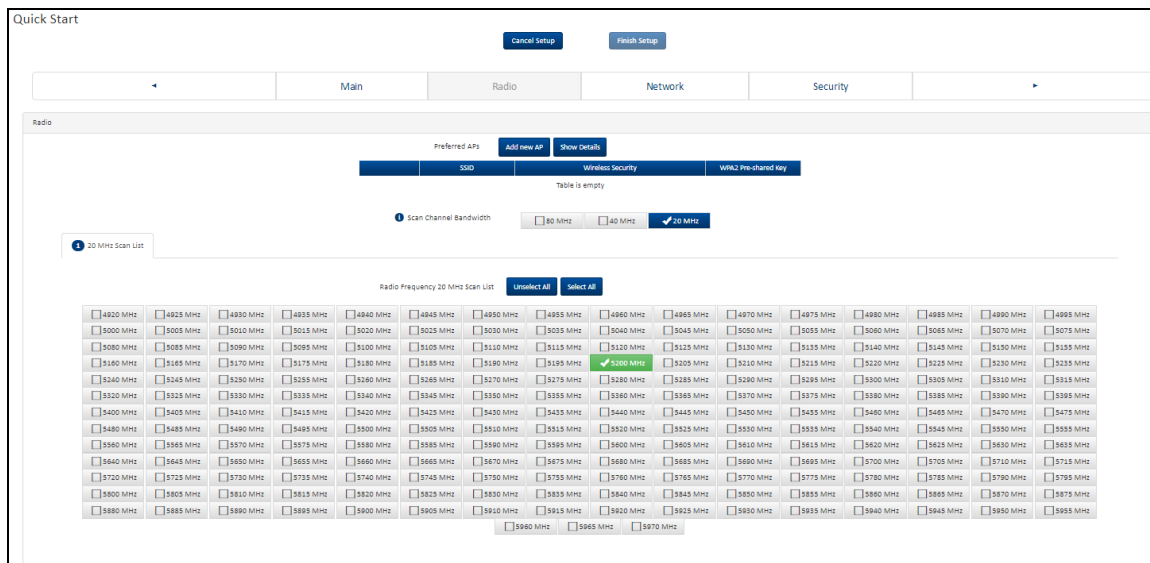 Quick Start
Cancel Setup Finish Setup
◄ Main Radio Network Security ►
Radio
Preferred APs Add new AP Show Details
SSID Wireless Security WPA2 Pre-shared Key
Table is empty
Scan Channel Bandwidth 80 MHz 40 MHz 20 MHz
1 20 MHz Scan List
Radio Frequency 20 MHz Scan List Unselect All Select All
4920 MHz 4925 MHz 4930 MHz 4935 MHz 4940 MHz 4945 MHz 4950 MHz 4955 MHz 4960 MHz 4965 MHz 4970 MHz 4975 MHz 4980 MHz 4985 MHz 4990 MHz 4995 MHz
5000 MHz 5005 MHz 5010 MHz 5015 MHz 5020 MHz 5025 MHz 5030 MHz 5035 MHz 5040 MHz 5045 MHz 5050 MHz 5055 MHz 5060 MHz 5065 MHz 5070 MHz 5075 MHz
5080 MHz 5085 MHz 5090 MHz 5095 MHz 5100 MHz 5105 MHz 5110 MHz 5115 MHz 5120 MHz 5125 MHz 5130 MHz 5135 MHz 5140 MHz 5145 MHz 5150 MHz 5155 MHz
5160 MHz 5165 MHz 5170 MHz 5175 MHz 5180 MHz 5185 MHz 5190 MHz 5195 MHz 5200 MHz 5205 MHz 5210 MHz 5215 MHz 5220 MHz 5225 MHz 5230 MHz 5235 MHz
5240 MHz 5245 MHz 5250 MHz 5255 MHz 5260 MHz 5265 MHz 5270 MHz 5275 MHz 5280 MHz 5285 MHz 5290 MHz 5295 MHz 5300 MHz 5305 MHz 5310 MHz 5315 MHz
5320 MHz 5325 MHz 5330 MHz 5335 MHz 5340 MHz 5345 MHz 5350 MHz 5355 MHz 5360 MHz 5365 MHz 5370 MHz 5375 MHz 5380 MHz 5385 MHz 5390 MHz 5395 MHz
5400 MHz 5405 MHz 5410 MHz 5415 MHz 5420 MHz 5425 MHz 5430 MHz 5435 MHz 5440 MHz 5445 MHz 5450 MHz 5455 MHz 5460 MHz 5465 MHz 5470 MHz 5475 MHz
5480 MHz 5485 MHz 5490 MHz 5495 MHz 5500 MHz 5505 MHz 5510 MHz 5515 MHz 5520 MHz 5525 MHz 5530 MHz 5535 MHz 5540 MHz 5545 MHz 5550 MHz 5555 MHz
5560 MHz 5565 MHz 5570 MHz 5575 MHz 5580 MHz 5585 MHz 5590 MHz 5595 MHz 5600 MHz 5605 MHz 5610 MHz 5615 MHz 5620 MHz 5625 MHz 5630 MHz 5635 MHz
5640 MHz 5645 MHz 5650 MHz 5655 MHz 5660 MHz 5665 MHz 5670 MHz 5675 MHz 5680 MHz 5685 MHz 5690 MHz 5695 MHz 5700 MHz 5705 MHz 5710 MHz 5715 MHz
5720 MHz 5725 MHz 5730 MHz 5735 MHz 5740 MHz 5745 MHz 5750 MHz 5755 MHz 5760 MHz 5765 MHz 5770 MHz 5775 MHz 5780 MHz 5785 MHz 5790 MHz 5795 MHz
5800 MHz 5805 MHz 5810 MHz 5815 MHz 5820 MHz 5825 MHz 5830 MHz 5835 MHz 5840 MHz 5845 MHz 5850 MHz 5855 MHz 5860 MHz 5865 MHz 5870 MHz 5875 MHz
5880 MHz 5885 MHz 5890 MHz 5895 MHz 5900 MHz 5905 MHz 5910 MHz 5915 MHz 5920 MHz 5925 MHz 5930 MHz 5935 MHz 5940 MHz 5945 MHz 5950 MHz 5955 MHz
5960 MHz 5965 MHz 5970 MHz